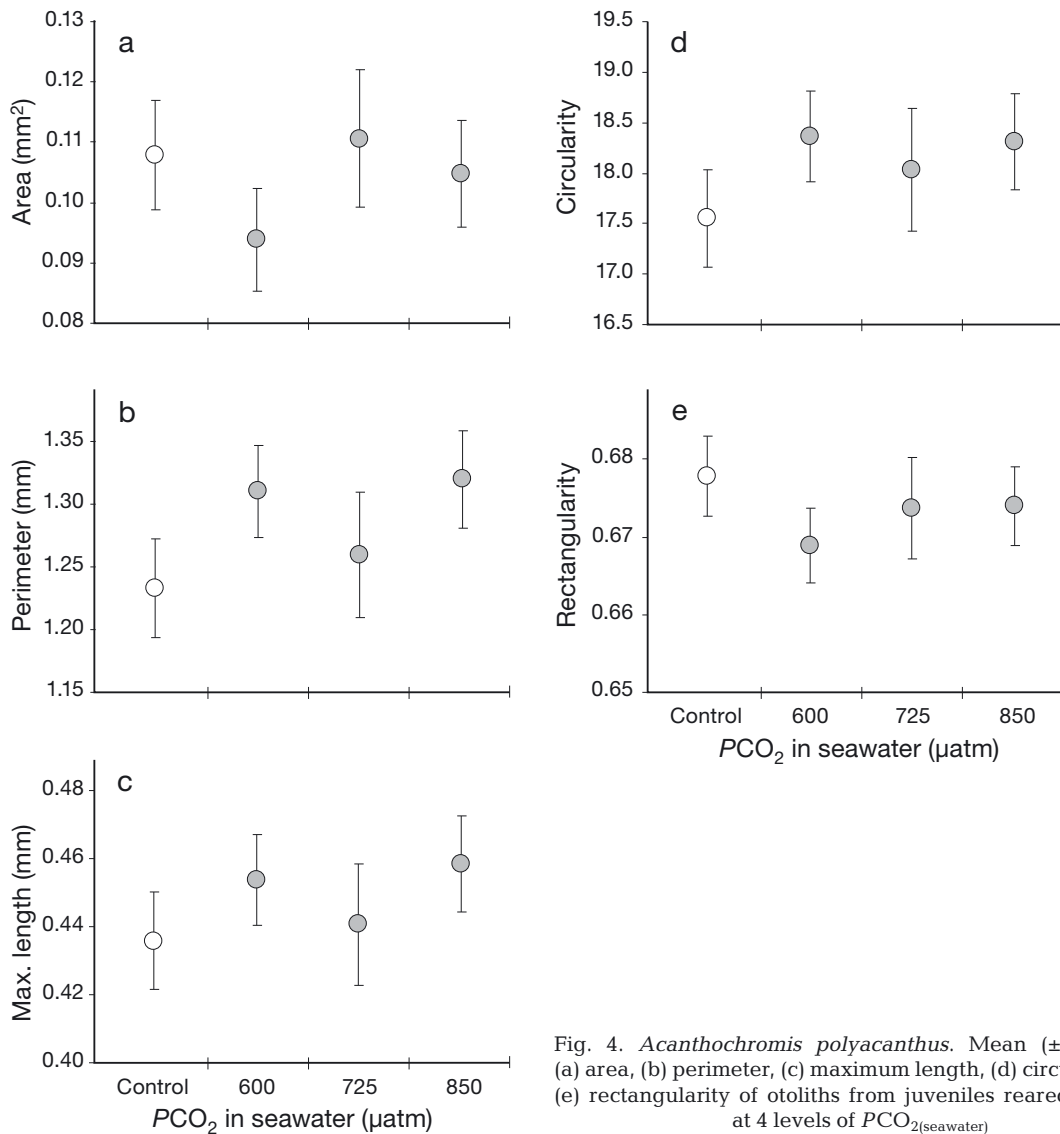 a
0.13
0.12
0.11
0.10
0.09
0.08
Area (mm²)
b
1.35
1.30
1.25
1.20
1.15
Perimeter (mm)
c
0.48
0.46
0.44
0.42
0.40
Max. length (mm)
Control 600 725 850
PCO₂ in seawater (µatm)
d
19.5
19.0
18.5
18.0
17.5
17.0
16.5
Circularity
e
0.68
0.67
0.66
0.65
Rectangularity
Control 600 725 850
PCO₂ in seawater (µatm)
Fig. 4. Acanthochromis polyacanthus. Mean (±
(a) area, (b) perimeter, (c) maximum length, (d) circu
(e) rectangularity of otoliths from juveniles reared
at 4 levels of PCO₂(seawater)